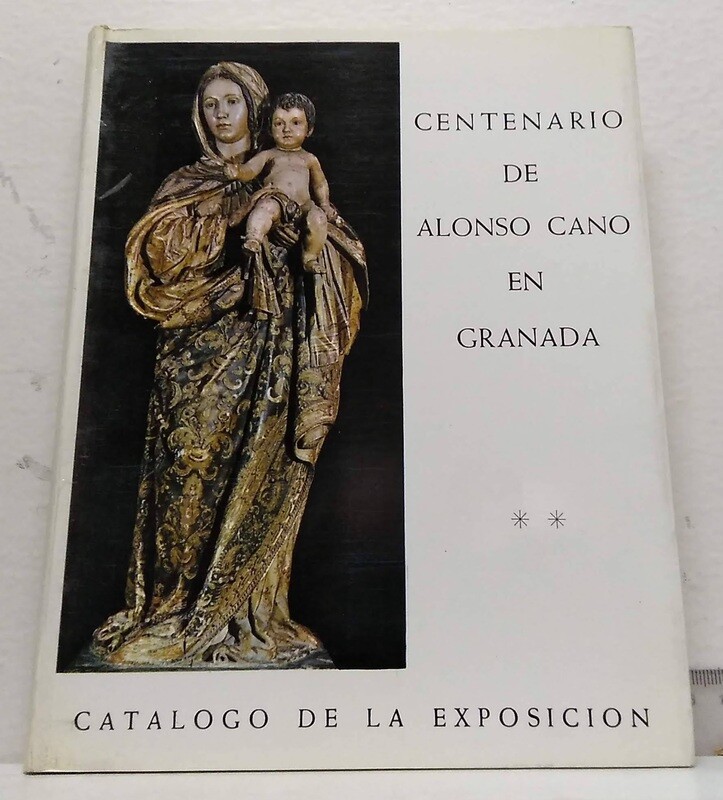 CENTENARIO
DE
ALONSO CANO
EN
GRANADA
* *
CATALOGO DE LA EXPOSICION